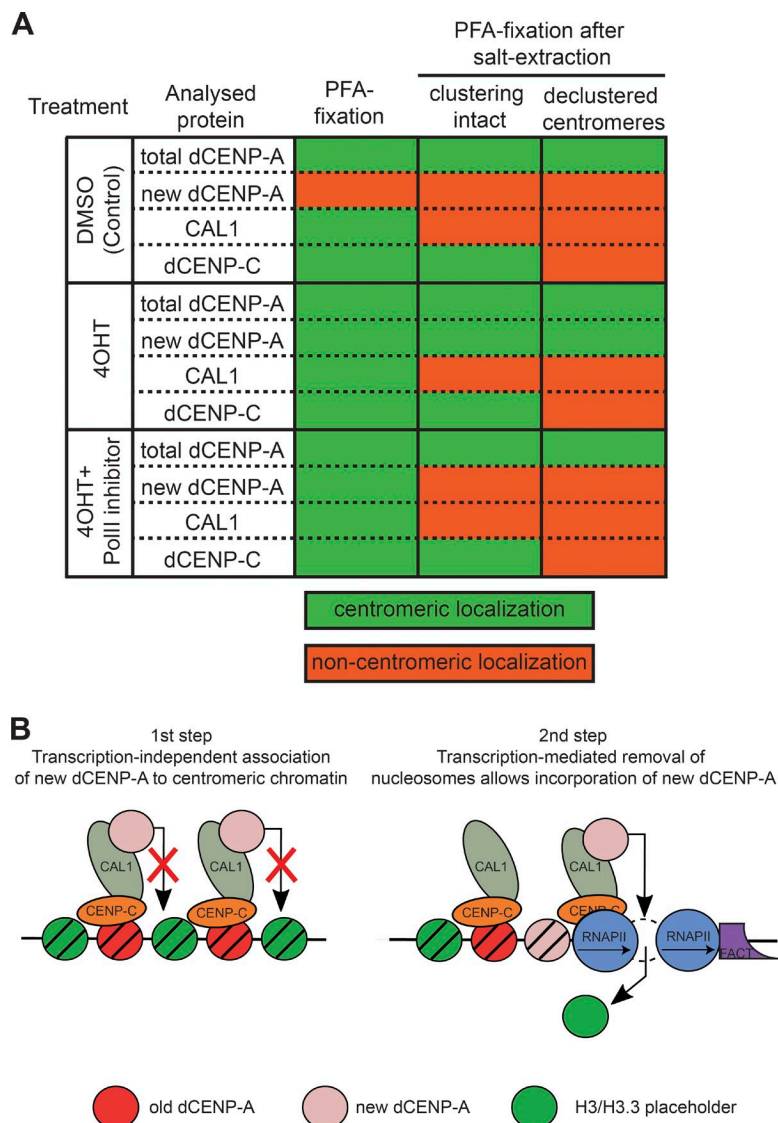 A
PFA-fixation after
salt-extraction
Treatment
Analysed
protein
PFA-
fixation
clustering
intact
declustered
centromeres
DMSO
(Control)
total dCENP-A
new dCENP-A
CAL1
dCENP-C
4OHT
total dCENP-A
new dCENP-A
CAL1
dCENP-C
4OHT+
PolII inhibitor
total dCENP-A
new dCENP-A
CAL1
dCENP-C
centromeric localization
non-centromeric localization
B
1st step
Transcription-independent association
of new dCENP-A to centromeric chromatin
2nd step
Transcription-mediated removal of
nucleosomes allows incorporation of new dCENP-A
CAL1
CENP-C
CAL1
CENP-C
CAL1
CENP-C
CAL1
CENP-C
RNAPII
RNAPII
FACT
old dCENP-A
new dCENP-A
H3/H3.3 placeholder